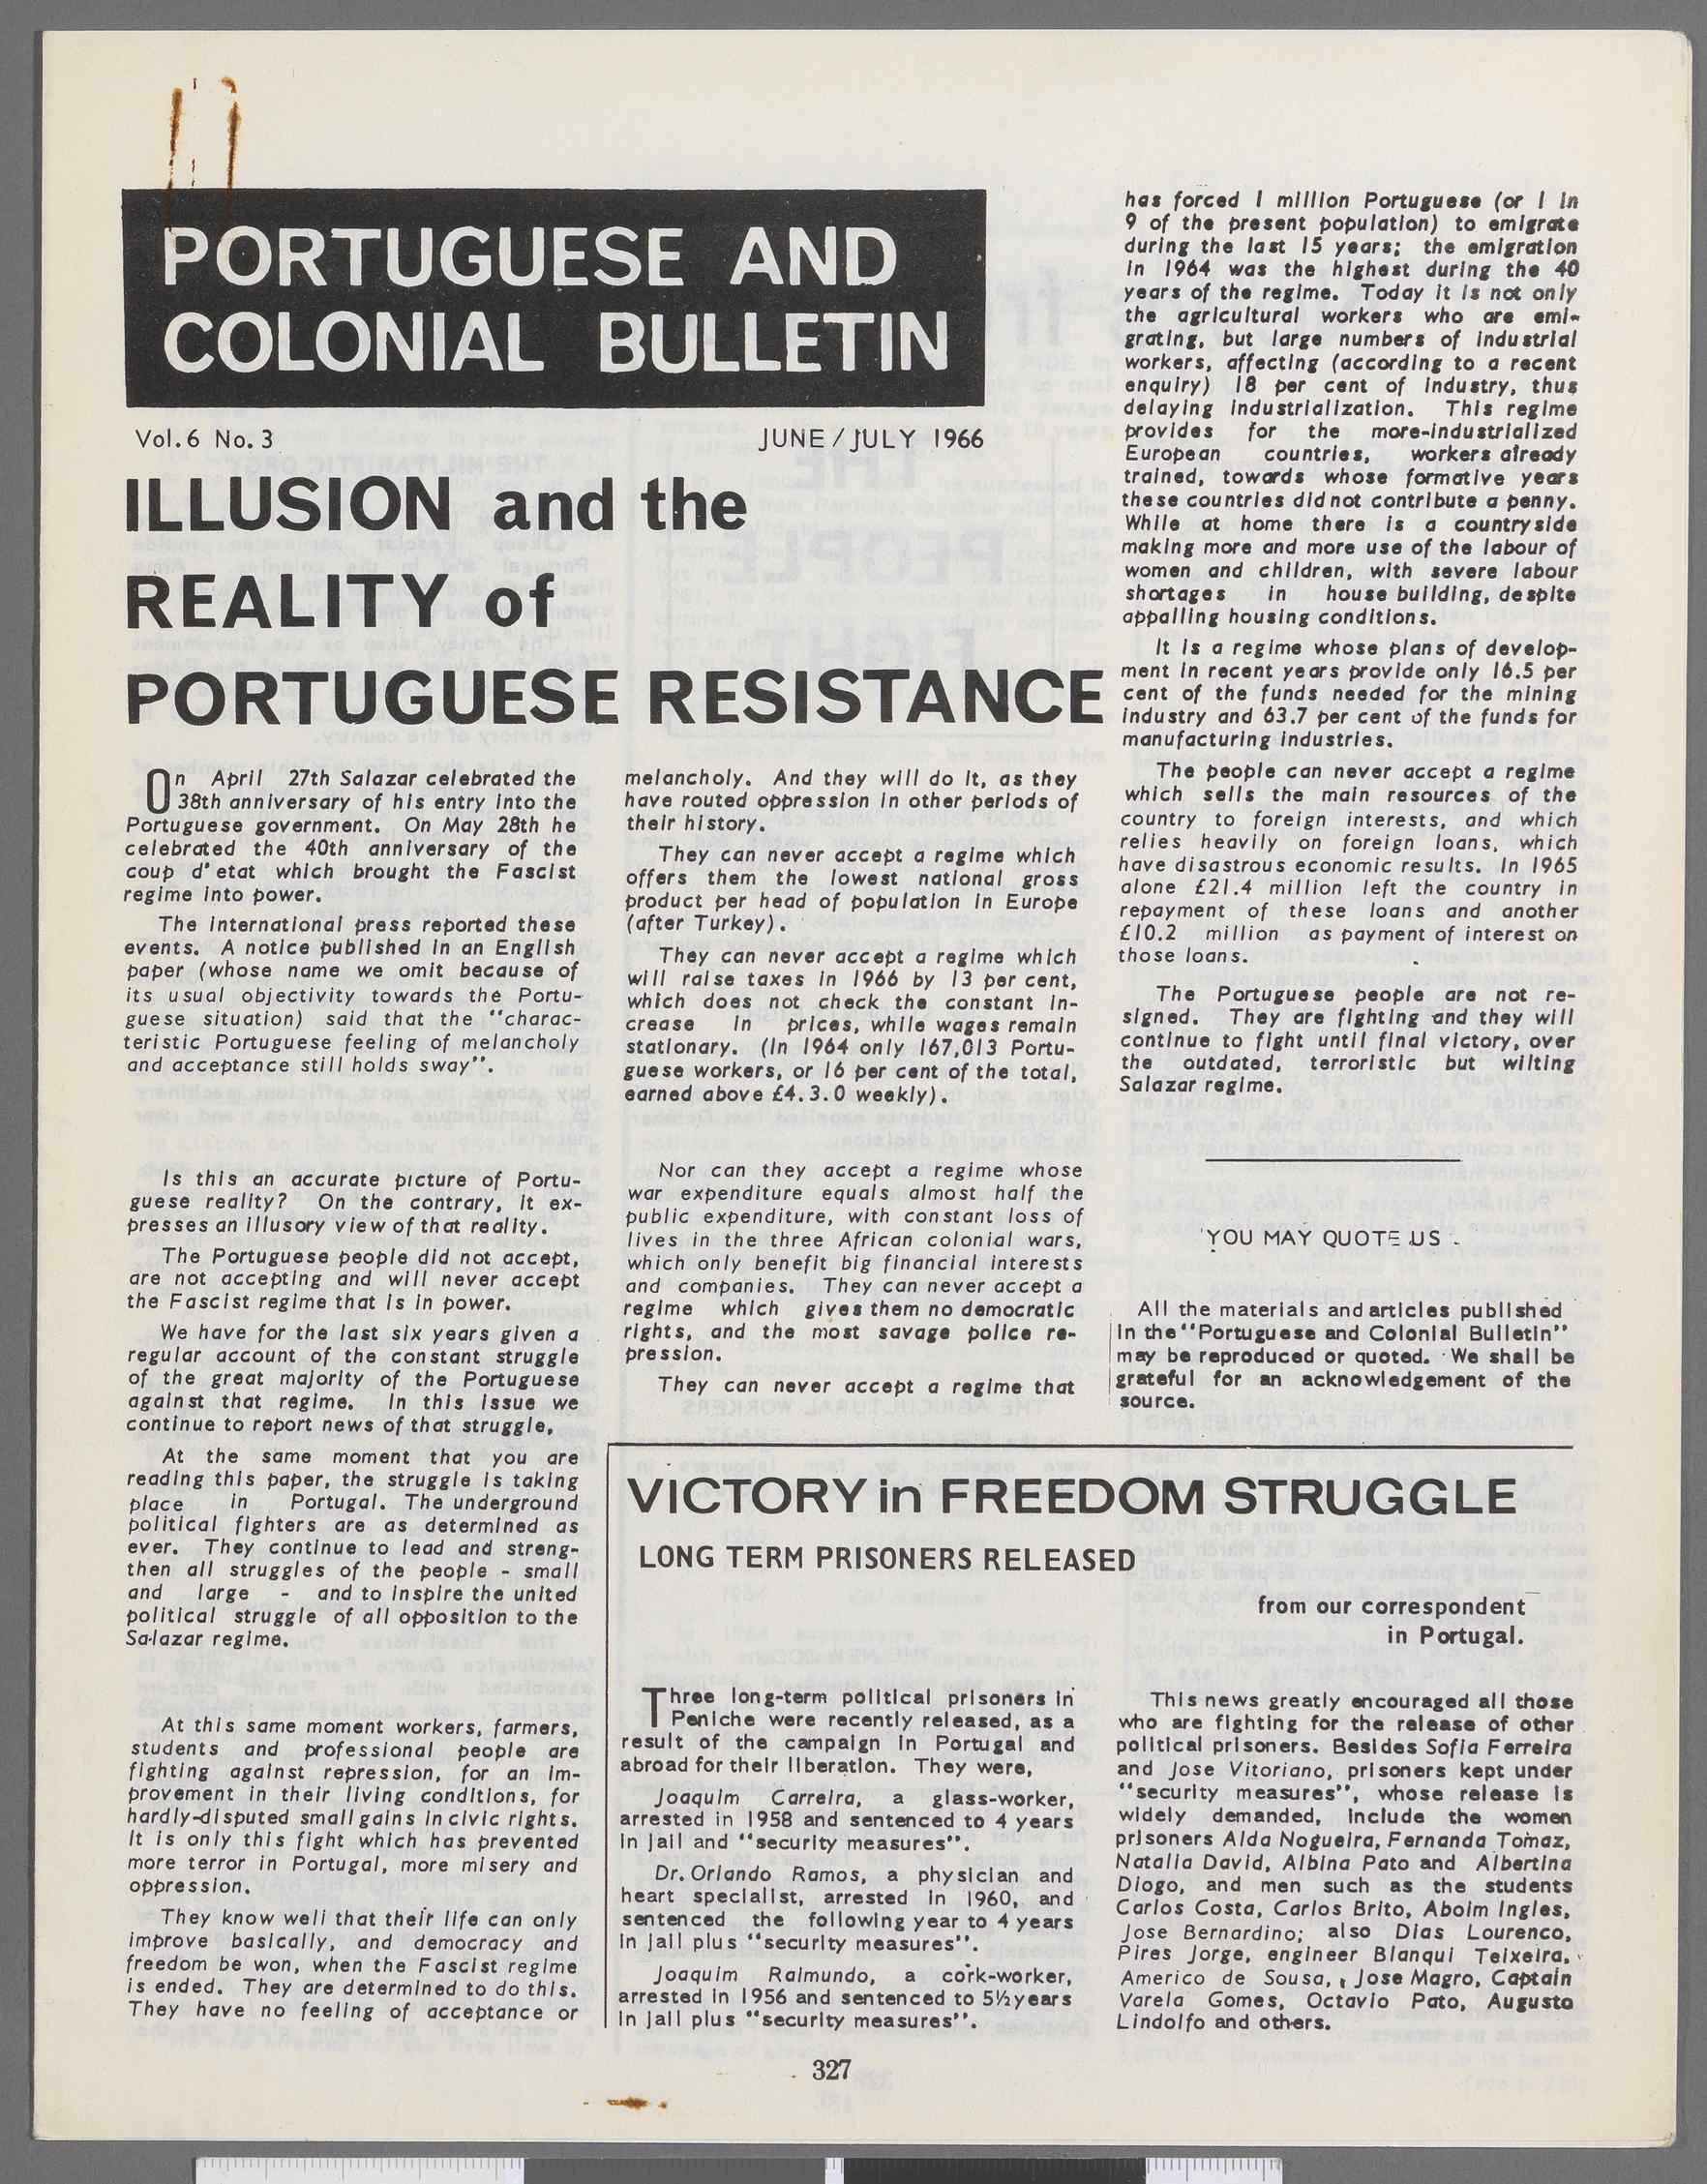 PORTUGUESE AND
COLONIAL BULLETIN
Vol. 6 No. 3
JUNE / JULY 1966
ILLUSION and the
REALITY of
PORTUGUESE RESISTANCE
On April 27th Salazar celebrated the
38th anniversary of his entry into the
Portuguese government. On May 28th he
celebrated the 40th anniversary of the
coup d'etat which brought the Fascist
regime into power.
The international press reported these
events. A notice published in an English
paper (whose name we omit because of
its usual objectivity towards the Portu-
guese situation) said that the "charac-
teristic Portuguese feeling of melancholy
and acceptance still holds sway".
Is this an accurate picture of Portu-
guese reality? On the contrary, it ex-
presses an illusory view of that reality.
The Portuguese people did not accept,
are not accepting and will never accept
the Fascist regime that is in power.
We have for the last six years given a
regular account of the constant struggle
of the great majority of the Portuguese
against that regime. In this issue we
continue to report news of that struggle,
At the same moment that you are
reading this paper, the struggle is taking
place in Portugal. The underground
political fighters are as determined as
ever. They continue to lead and streng-
then all struggles of the people - small
and large - and to inspire the united
political struggle of all opposition to the
Salazar regime.
At this same moment workers, farmers,
students and professional people are
fighting against repression, for an im-
provement in their living conditions, for
hardly-disputed small gains in civic rights.
It is only this fight which has prevented
more terror in Portugal, more misery and
oppression.
They know well that their life can only
improve basically, and democracy and
freedom be won, when the Fascist regime
is ended. They are determined to do this.
They have no feeling of acceptance or
melancholy. And they will do it, as they
have routed oppression in other periods of
their history.
They can never accept a regime which
offers them the lowest national gross
product per head of population in Europe
(after Turkey).
They can never accept a regime which
will raise taxes in 1966 by 13 per cent,
which does not check the constant in-
crease in prices, while wages remain
stationary. (In 1964 only 167,013 Portu-
guese workers, or 16 per cent of the total,
earned above £4.3.0 weekly).
Nor can they accept a regime whose
war expenditure equals almost half the
public expenditure, with constant loss of
lives in the three African colonial wars,
which only benefit big financial interests
and companies. They can never accept a
regime which gives them no democratic
rights, and the most savage police re-
pression.
They can never accept a regime that
has forced 1 million Portuguese (or 1 in
9 of the present population) to emigrate
during the last 15 years; the emigration
in 1964 was the highest during the 40
years of the regime. Today it is not only
the agricultural workers who are emi-
grating, but large numbers of industrial
workers, affecting (according to a recent
enquiry) 18 per cent of industry, thus
delaying industrialization. This regime
provides for the more-industrialized
European countries, workers already
trained, towards whose formative years
these countries did not contribute a penny.
While at home there is a countryside
making more and more use of the labour of
women and children, with severe labour
shortages in house building, despite
appalling housing conditions.
It is a regime whose plans of develop-
ment in recent years provide only 16.5 per
cent of the funds needed for the mining
industry and 63.7 per cent of the funds for
manufacturing industries.
The people can never accept a regime
which sells the main resources of the
country to foreign interests, and which
relies heavily on foreign loans, which
have disastrous economic results. In 1965
alone £21.4 million left the country in
repayment of these loans and another
£10.2 million as payment of interest on
those loans.
The Portuguese people are not re-
signed. They are fighting and they will
continue to fight until final victory, over
the outdated, terroristic but wilting
Salazar regime.
YOU MAY QUOTE US -
All the materials and articles published
in the "Portuguese and Colonial Bulletin"
may be reproduced or quoted. We shall be
grateful for an acknowledgement of the
source.
VICTORY in FREEDOM STRUGGLE
LONG TERM PRISONERS RELEASED
from our correspondent
in Portugal.
Three long-term political prisoners in
Peniche were recently released, as a
result of the campaign in Portugal and
abroad for their liberation. They were,
Joaquim Carreira, a glass-worker,
arrested in 1958 and sentenced to 4 years
in jail and "security measures".
Dr. Orlando Ramos, a physician and
heart specialist, arrested in 1960, and
sentenced the following year to 4 years
in jail plus "security measures".
Joaquim Raimundo, a cork-worker,
arrested in 1956 and sentenced to 5½ years
in jail plus "security measures".
This news greatly encouraged all those
who are fighting for the release of other
political prisoners. Besides Sofia Ferreira
and Jose Vitoriano, prisoners kept under
"security measures", whose release is
widely demanded, include the women
prisoners Alda Nogueira, Fernanda Tomaz,
Natalia David, Albina Pato and Albertina
Diogo, and men such as the students
Carlos Costa, Carlos Brito, Aboim Ingles,
Jose Bernardino; also Dias Lourenco,
Pires Jorge, engineer Blanqui Teixeira,
Americo de Sousa, Jose Magro, Captain
Varela Gomes, Octavio Pato, Augusto
Lindolfo and others.
327